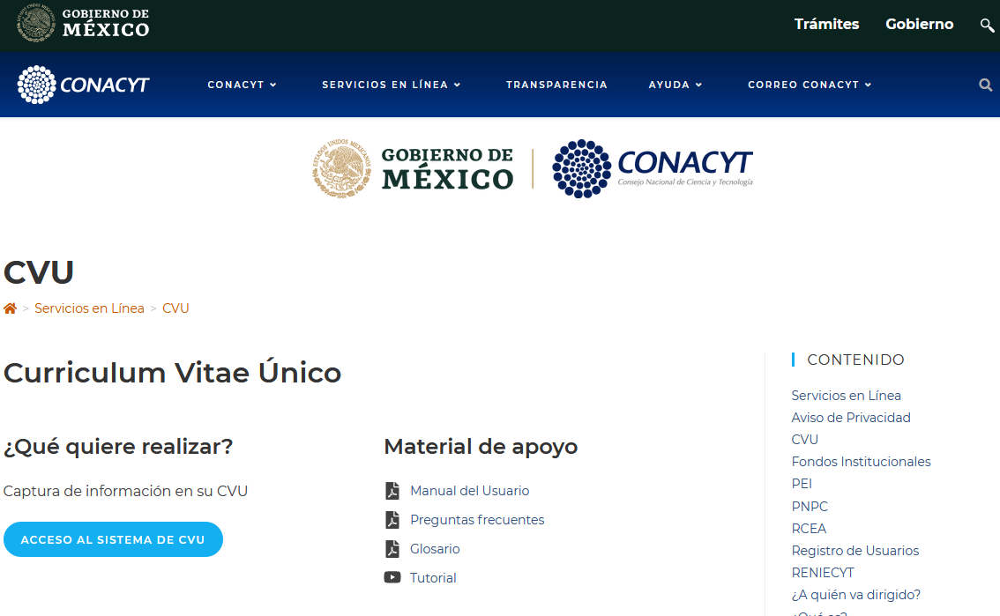 GOBIERNO DE
MÉXICO
Trámites
Gobierno
CONACYT
CONACYT
SERVICIOS EN LÍNEA
TRANSPARENCIA
AYUDA
CORREO CONACYT
ESTADOS UNIDOS MEXICANOS
GOBIERNO DE
MÉXICO
CONACYT
Consejo Nacional de Ciencia y Tecnología
CVU
> Servicios en Línea > CVU
Curriculum Vitae Único
¿Qué quiere realizar?
Captura de información en su CVU
ACCESO AL SISTEMA DE CVU
Material de apoyo
Manual del Usuario
Preguntas frecuentes
Glosario
Tutorial
CONTENIDO
Servicios en Línea
Aviso de Privacidad
CVU
Fondos Institucionales
PEI
PNPC
RCEA
Registro de Usuarios
RENIECYT
¿A quién va dirigido?